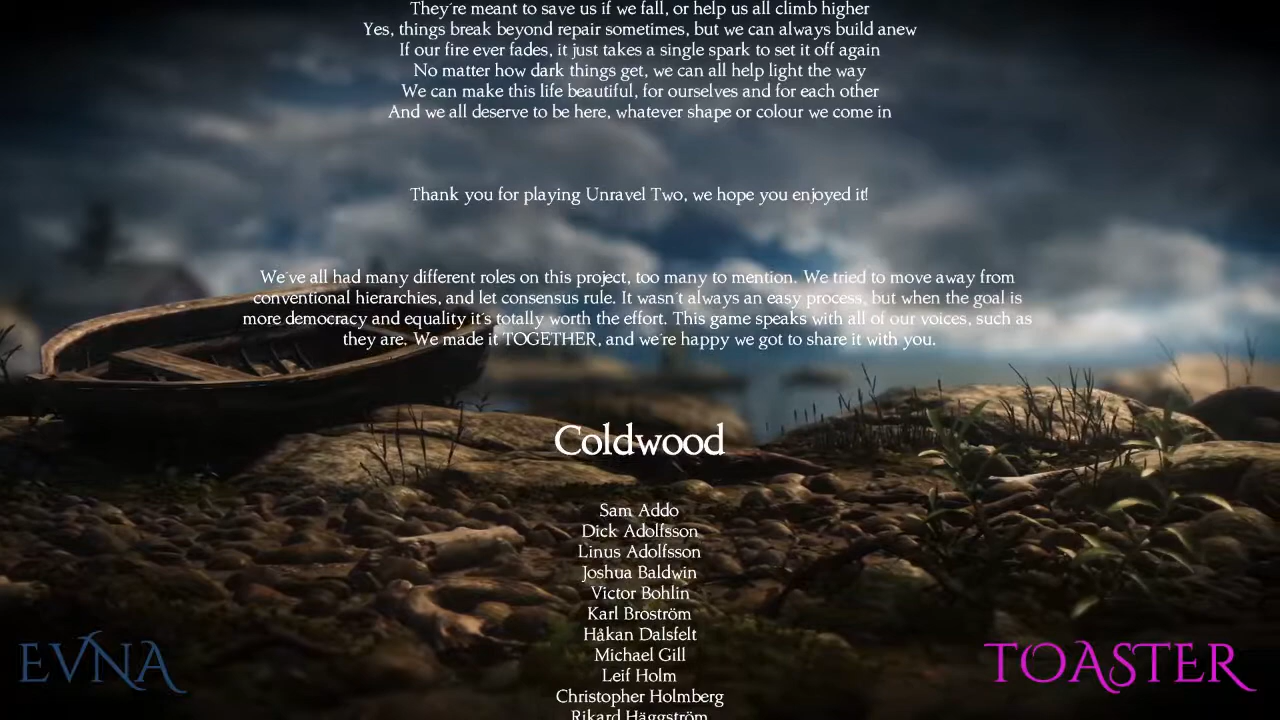 They're meant to save us if we fall, or help us all climb higher
Yes, things break beyond repair sometimes, but we can always build anew
If our fire ever fades, it just takes a single spark to set it off again
No matter how dark things get, we can all help light the way
We can make this life beautiful, for ourselves and for each other
And we all deserve to be here, whatever shape or colour we come in
Thank you for playing Unravel Two, we hope you enjoyed it!
We've all had many different roles on this project, too many to mention. We tried to move away from
conventional hierarchies, and let consensus rule. It wasn't always an easy process, but when the goal is
more democracy and equality it's totally worth the effort. This game speaks with all of our voices, such as
they are. We made it TOGETHER, and we're happy we got to share it with you.
Coldwood
Sam Addo
Dick Adolfsson
Linus Adolfsson
Joshua Baldwin
Victor Bohlin
Karl Broström
Håkan Dalsfelt
Michael Gill
Leif Holm
Christopher Holmberg
Rikard Häggström
EVNA
TOASTER